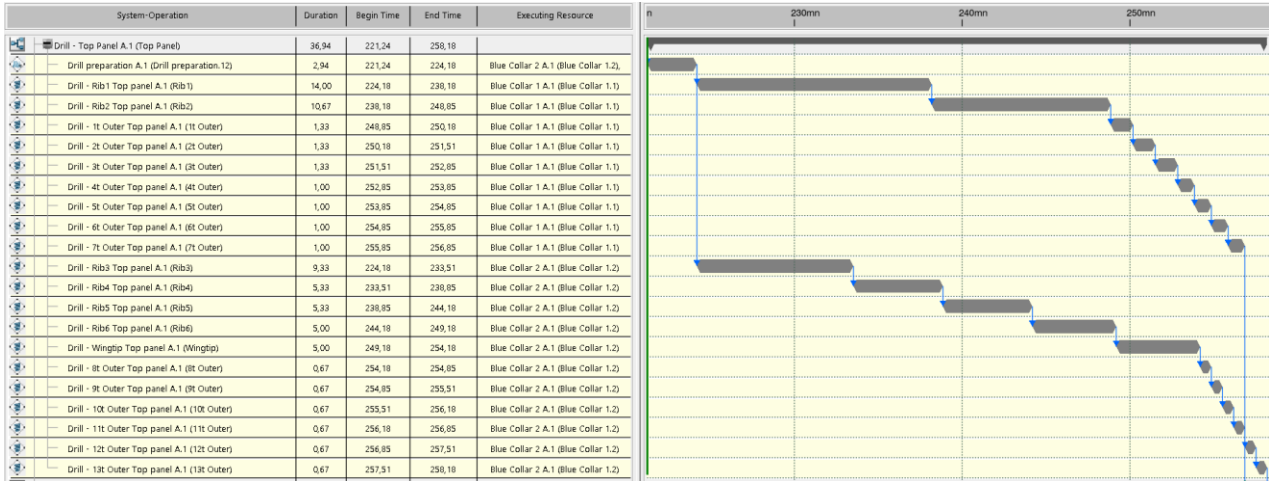 System-Operation Duration Begin Time End Time Executing Resource n 230mn 240mn 250mn
Drill - Top Panel A.1 (Top Panel) 36,94 221,24 258,18
Drill preparation A.1 (Drill preparation.12) 2,94 221,24 224,18 Blue Collar 2 A.1 (Blue Collar 1.2),
Drill - Rib1 Top panel A.1 (Rib1) 14,00 224,18 238,18 Blue Collar 1 A.1 (Blue Collar 1.1)
Drill - Rib2 Top panel A.1 (Rib2) 10,67 238,18 248,85 Blue Collar 1 A.1 (Blue Collar 1.1)
Drill - 1t Outer Top panel A.1 (1t Outer) 1,33 248,85 250,18 Blue Collar 1 A.1 (Blue Collar 1.1)
Drill - 2t Outer Top panel A.1 (2t Outer) 1,33 250,18 251,51 Blue Collar 1 A.1 (Blue Collar 1.1)
Drill - 3t Outer Top panel A.1 (3t Outer) 1,33 251,51 252,85 Blue Collar 1 A.1 (Blue Collar 1.1)
Drill - 4t Outer Top panel A.1 (4t Outer) 1,00 252,85 253,85 Blue Collar 1 A.1 (Blue Collar 1.1)
Drill - 5t Outer Top panel A.1 (5t Outer) 1,00 253,85 254,85 Blue Collar 1 A.1 (Blue Collar 1.1)
Drill - 6t Outer Top panel A.1 (6t Outer) 1,00 254,85 255,85 Blue Collar 1 A.1 (Blue Collar 1.1)
Drill - 7t Outer Top panel A.1 (7t Outer) 1,00 255,85 256,85 Blue Collar 1 A.1 (Blue Collar 1.1)
Drill - Rib3 Top panel A.1 (Rib3) 9,33 224,18 233,51 Blue Collar 2 A.1 (Blue Collar 1.2)
Drill - Rib4 Top panel A.1 (Rib4) 5,33 233,51 238,85 Blue Collar 2 A.1 (Blue Collar 1.2)
Drill - Rib5 Top panel A.1 (Rib5) 5,33 238,85 244,18 Blue Collar 2 A.1 (Blue Collar 1.2)
Drill - Rib6 Top panel A.1 (Rib6) 5,00 244,18 249,18 Blue Collar 2 A.1 (Blue Collar 1.2)
Drill - Wingtip Top panel A.1 (Wingtip) 5,00 249,18 254,18 Blue Collar 2 A.1 (Blue Collar 1.2)
Drill - 8t Outer Top panel A.1 (8t Outer) 0,67 254,18 254,85 Blue Collar 2 A.1 (Blue Collar 1.2)
Drill - 9t Outer Top panel A.1 (9t Outer) 0,67 254,85 255,51 Blue Collar 2 A.1 (Blue Collar 1.2)
Drill - 10t Outer Top panel A.1 (10t Outer) 0,67 255,51 256,18 Blue Collar 2 A.1 (Blue Collar 1.2)
Drill - 11t Outer Top panel A.1 (11t Outer) 0,67 256,18 256,85 Blue Collar 2 A.1 (Blue Collar 1.2)
Drill - 12t Outer Top panel A.1 (12t Outer) 0,67 256,85 257,51 Blue Collar 2 A.1 (Blue Collar 1.2)
Drill - 13t Outer Top panel A.1 (13t Outer) 0,67 257,51 258,18 Blue Collar 2 A.1 (Blue Collar 1.2)